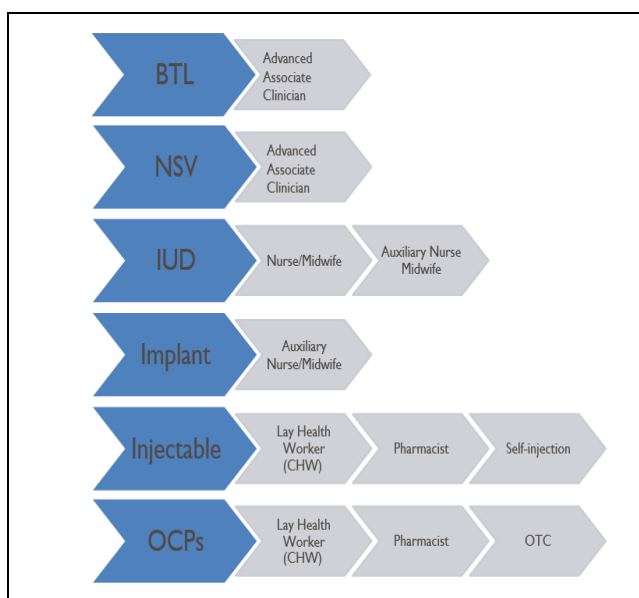 BTL
Advanced
Associate
Clinician
NSV
Advanced
Associate
Clinician
IUD
Nurse/Midwife
Auxiliary Nurse
Midwife
Implant
Auxiliary
Nurse/Midwife
Injectable
Lay Health
Worker
(CHW)
Pharmacist
Self-injection
OCPs
Lay Health
Worker
(CHW)
Pharmacist
OTC